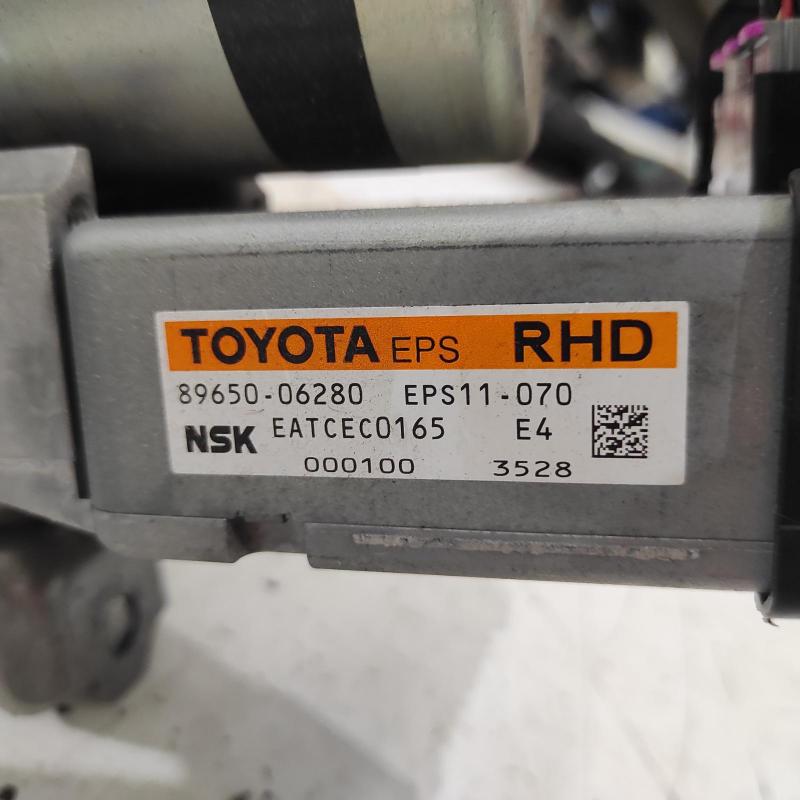 TOYOTA EPS RHD
89650-06280 EPS11-070
NSK EATCEC0165 E4
000100 3528